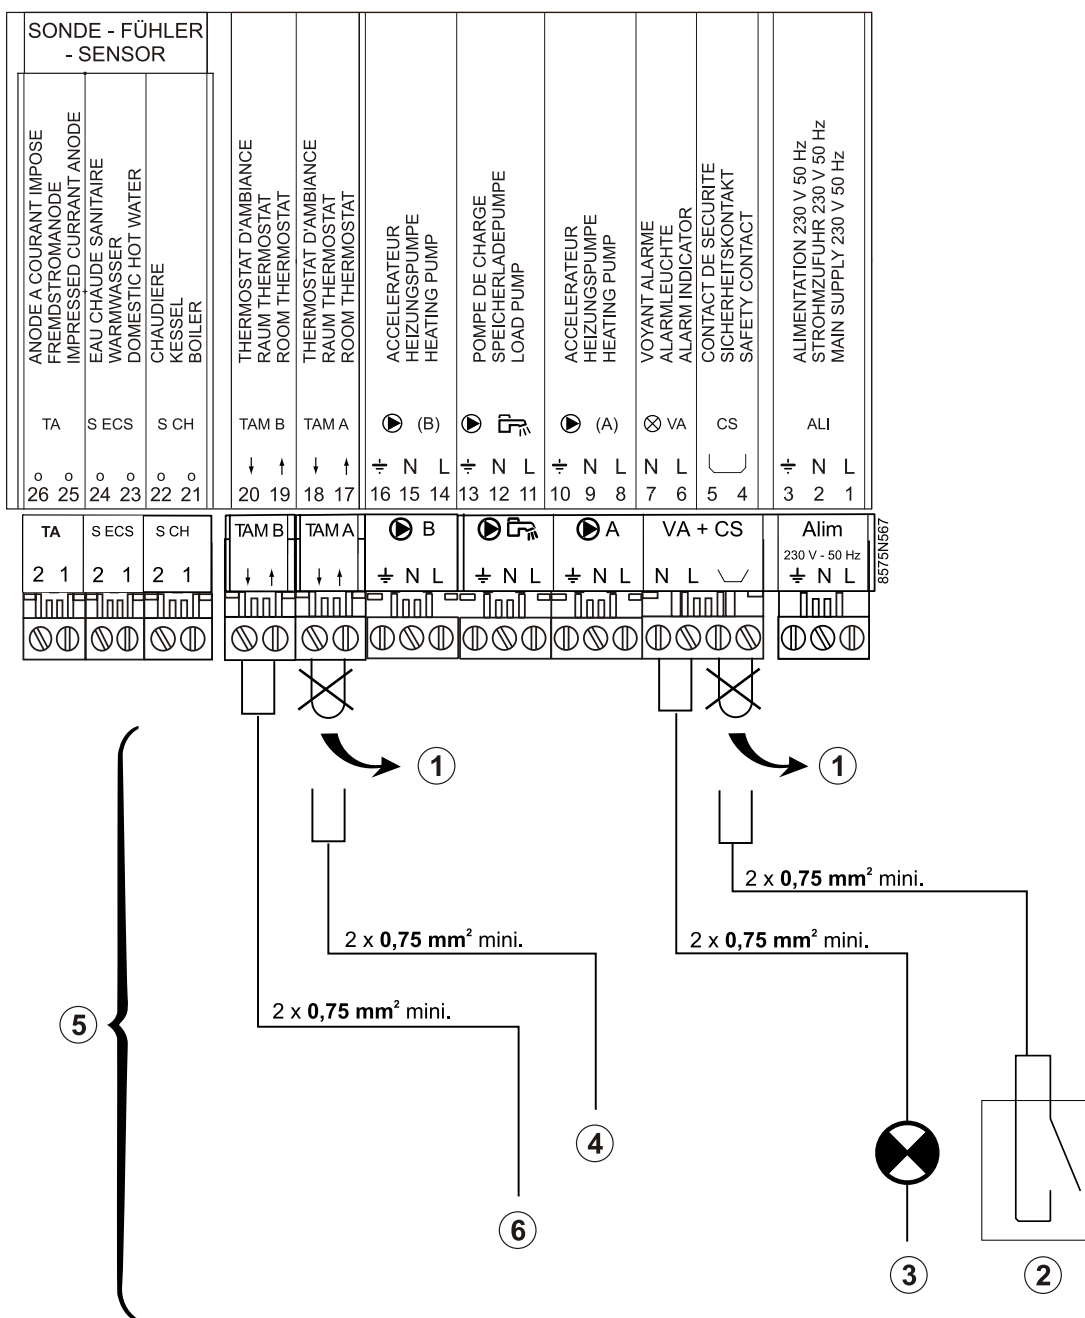 SONDE - FÜHLER
- SENSOR
ANODE A COURANT IMPOSE
FREMDSTROMANODE
IMPRESSED CURRANT ANODE
EAU CHAUDE SANITAIRE
WARMWASSER
DOMESTIC HOT WATER
CHAUDIERE
KESSEL
BOILER
THERMOSTAT D'AMBIANCE
RAUM THERMOSTAT
ROOM THERMOSTAT
THERMOSTAT D'AMBIANCE
RAUM THERMOSTAT
ROOM THERMOSTAT
ACCELERATEUR
HEIZUNGSPUMPE
HEATING PUMP
POMPE DE CHARGE
SPEICHERLADEPUMPE
LOAD PUMP
ACCELERATEUR
HEIZUNGSPUMPE
HEATING PUMP
VOYANT ALARME
ALARMLEUCHTE
ALARM INDICATOR
CONTACT DE SECURITE
SICHERHEITSKONTAKT
SAFETY CONTACT
ALIMENTATION 230 V 50 Hz
STROHMZUFUHR 230 V 50 Hz
MAIN SUPPLY 230 V 50 Hz
TA S ECS S CH TAM B TAM A (B) (A) VA CS ALI
N L N L N L N L N L
26 25 24 23 22 21 20 19 18 17 16 15 14 13 12 11 10 9 8 7 6 5 4 3 2 1
TA S ECS S CH TAM B TAM A B A VA + CS Alim
230 V - 50 Hz
2 1 2 1 2 1 N L N L N L N L N L
8575N567
1 1
2 x 0,75 mm² mini.
2 x 0,75 mm² mini. 2 x 0,75 mm² mini.
2 x 0,75 mm² mini.
5
4
6
3 2